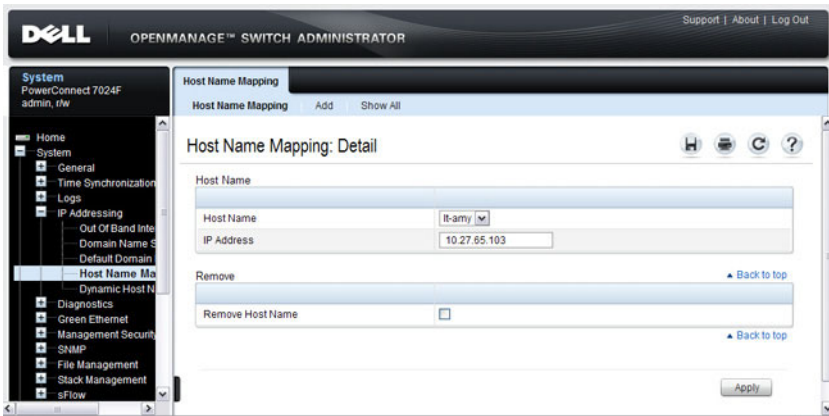 Support | About | Log Out
DELL
OPENMANAGE™ SWITCH ADMINISTRATOR
System
PowerConnect 7024F
admin, r/w
Host Name Mapping
Host Name Mapping Add Show All
Home
System
General
Time Synchronization
Logs
IP Addressing
Out Of Band Inte
Domain Name S
Default Domain
Host Name Ma
Dynamic Host N
Diagnostics
Green Ethernet
Management Security
SNMP
File Management
Stack Management
sFlow
Host Name Mapping: Detail
?
Host Name
Host Name
lt-amy
IP Address
10.27.65.103
Remove
Back to top
Remove Host Name
Back to top
Apply